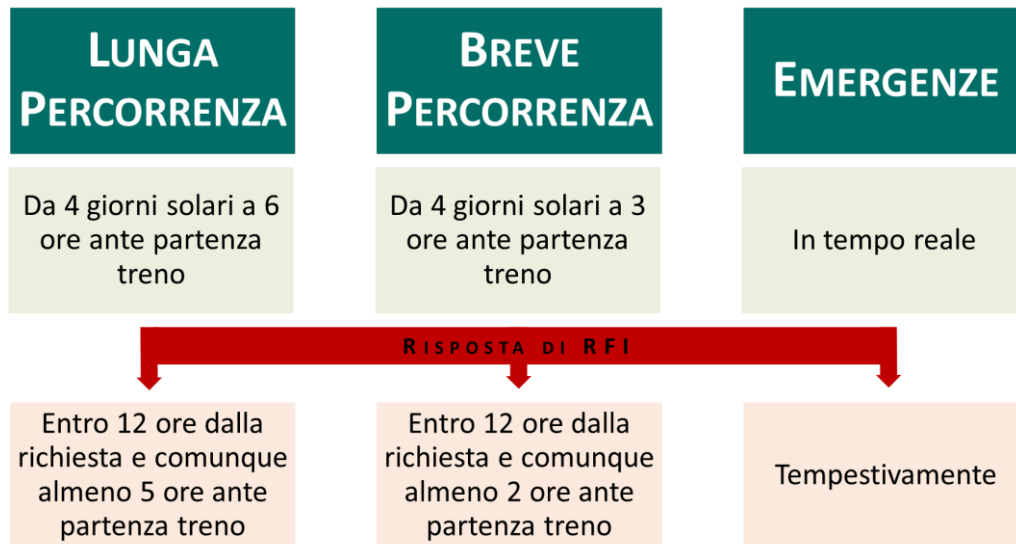 LUNGA
PERCORRENZA
BREVE
PERCORRENZA
EMERGENZE
Da 4 giorni solari a 6
ore ante partenza
treno
Da 4 giorni solari a 3
ore ante partenza
treno
In tempo reale
RISPOSTA DI RFI
Entro 12 ore dalla
richiesta e comunque
almeno 5 ore ante
partenza treno
Entro 12 ore dalla
richiesta e comunque
almeno 2 ore ante
partenza treno
Tempestivamente